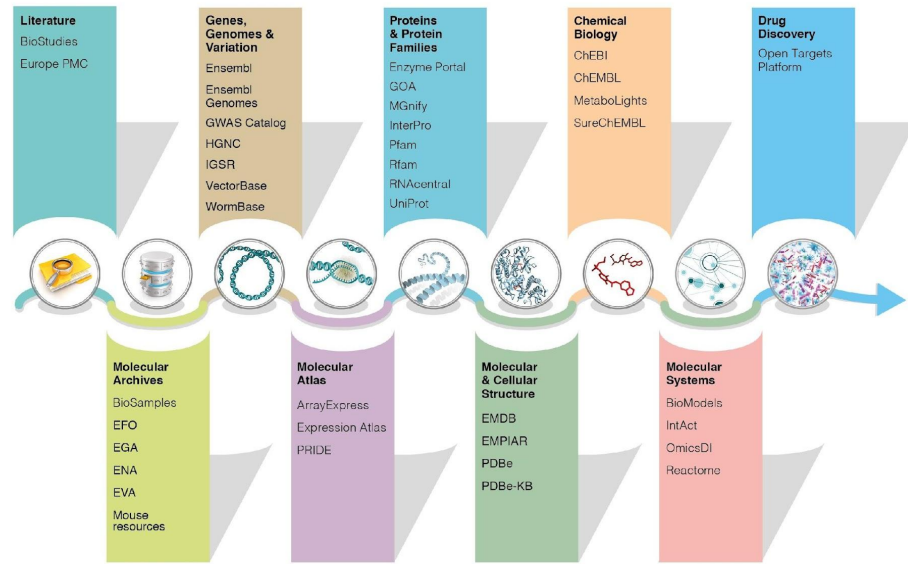 Literature
BioStudies
Europe PMC
Genes,
Genomes &
Variation
Ensembl
Ensembl
Genomes
GWAS Catalog
HGNC
IGSR
VectorBase
WormBase
Proteins
& Protein
Families
Enzyme Portal
GOA
MGnify
InterPro
Pfam
Rfam
RNAcentral
UniProt
Chemical
Biology
ChEBI
ChEMBL
MetaboLights
SureChEMBL
Drug
Discovery
Open Targets
Platform
Molecular
Archives
BioSamples
EFO
EGA
ENA
EVA
Mouse
resources
Molecular
Atlas
ArrayExpress
Expression Atlas
PRIDE
Molecular
& Cellular
Structure
EMDB
EMPIAR
PDBe
PDBe-KB
Molecular
Systems
BioModels
IntAct
OmicsDI
Reactome